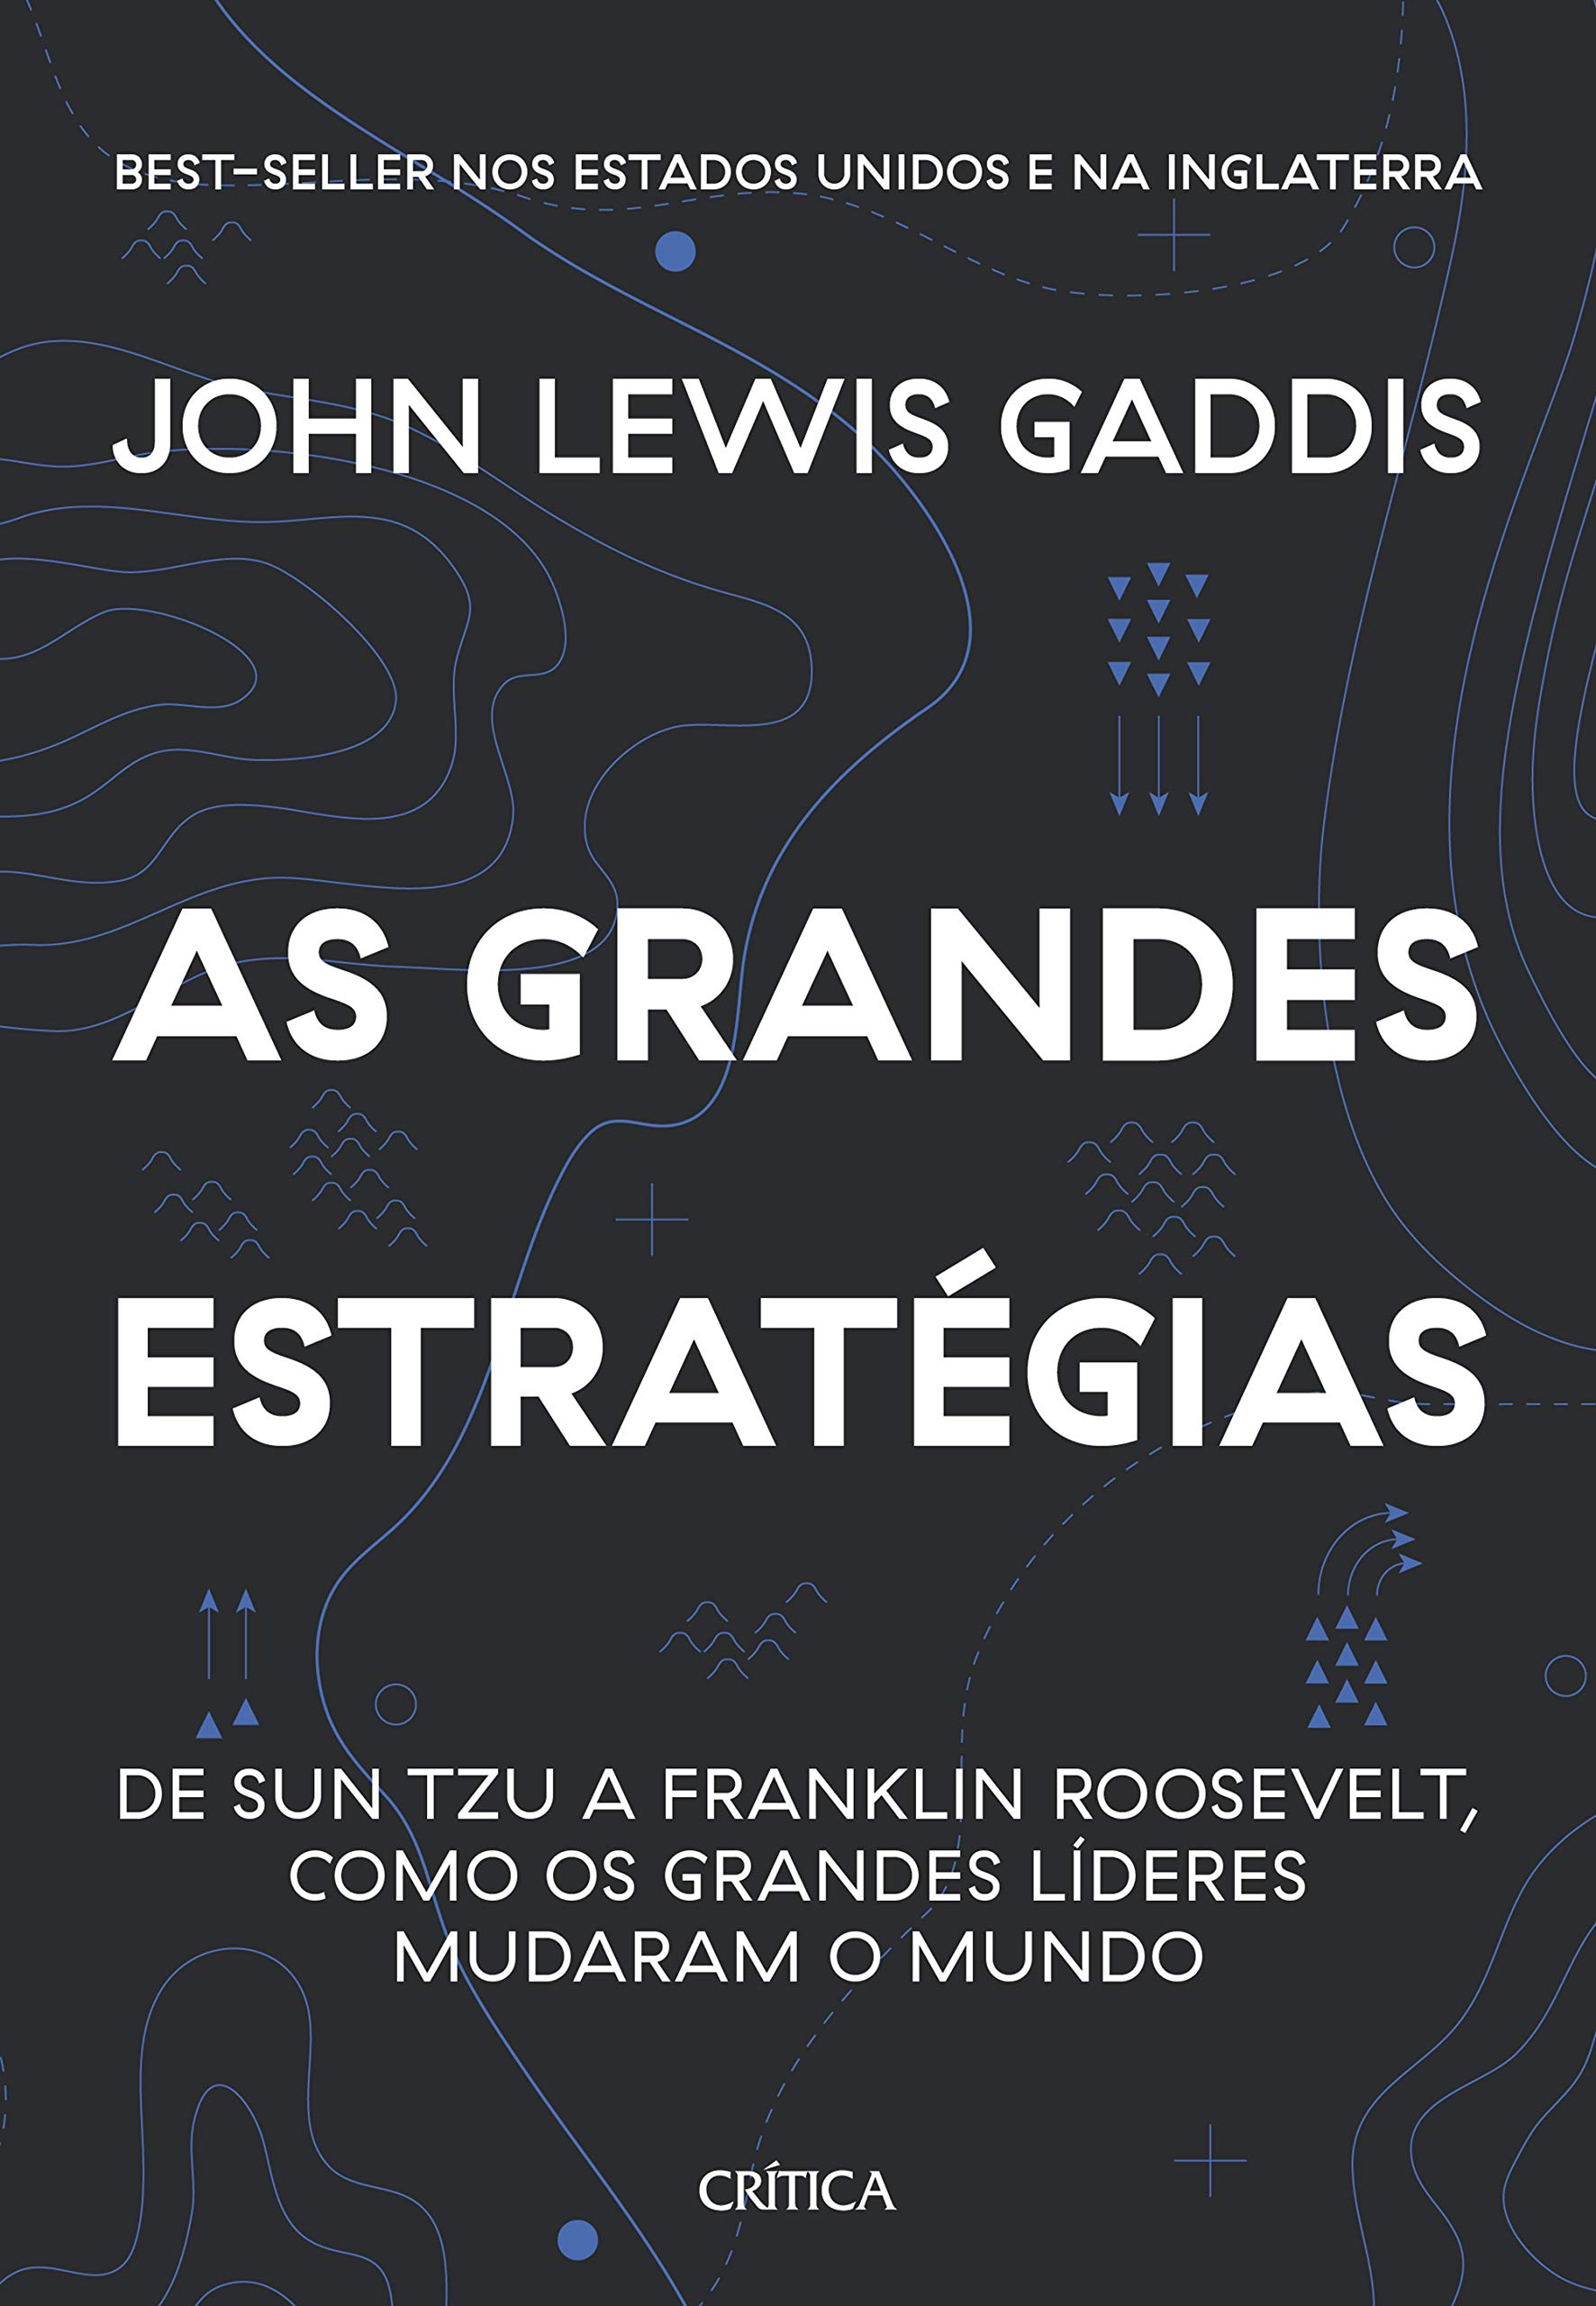 BEST-SELLER NOS ESTADOS UNIDOS E NA INGLATERRA
JOHN LEWIS GADDIS
AS GRANDES
ESTRATÉGIAS
DE SUN TZU A FRANKLIN ROOSEVELT,
COMO OS GRANDES LÍDERES
MUDARAM O MUNDO
CRÍTICA